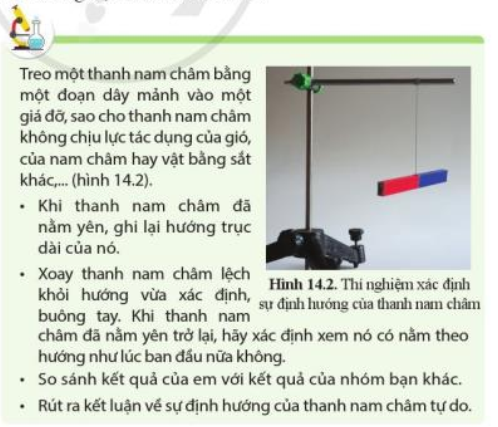 Treo một thanh nam châm bằng
một đoạn dây mảnh vào một
giá đỡ, sao cho thanh nam châm
không chịu lực tác dụng của gió,
của nam châm hay vật bằng sắt
khác,... (hình 14.2).
• Khi thanh nam châm đã
nằm yên, ghi lại hướng trục
dài của nó.
• Xoay thanh nam châm lệch
khỏi hướng vừa xác định,
buông tay. Khi thanh nam
châm đã nằm yên trở lại, hãy xác định xem nó có nằm theo
hướng như lúc ban đầu nữa không.
Hình 14.2. Thí nghiệm xác định
sự định hướng của thanh nam châm
• So sánh kết quả của em với kết quả của nhóm bạn khác.
• Rút ra kết luận về sự định hướng của thanh nam châm tự do.